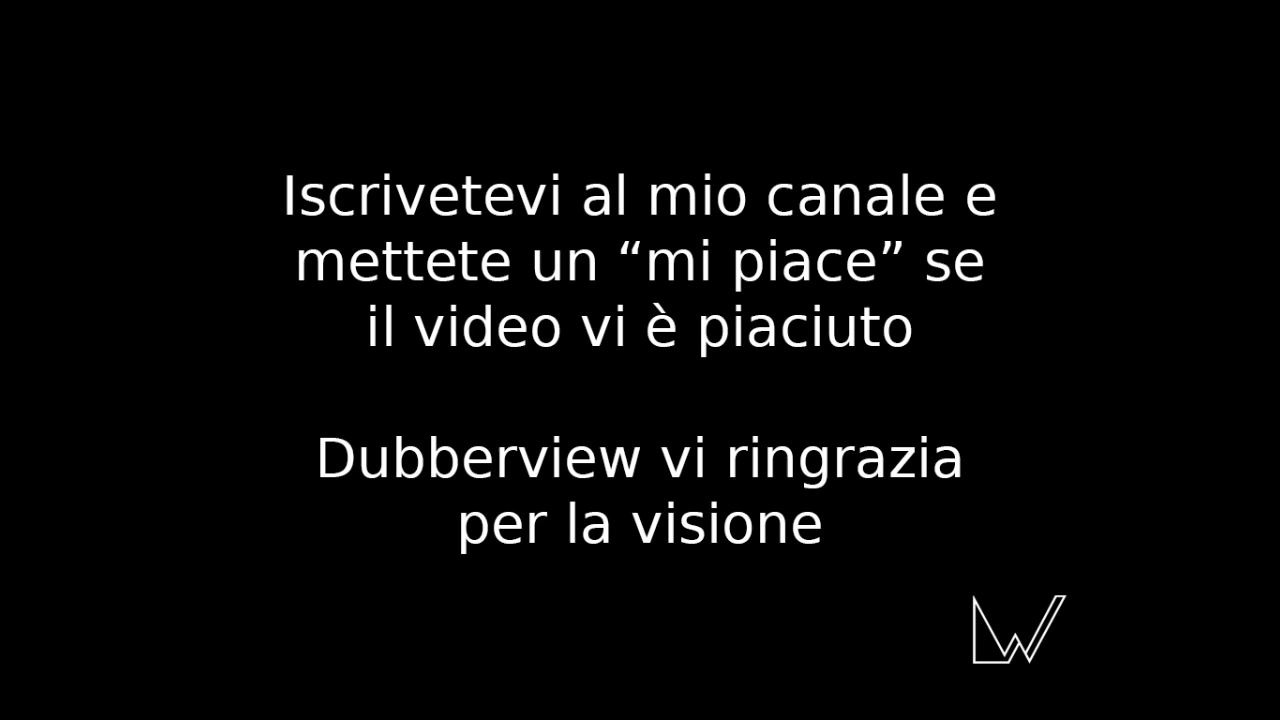 Iscrivetevi al mio canale e
mettete un “mi piace” se
il video vi è piaciuto
Dubberview vi ringrazia
per la visione